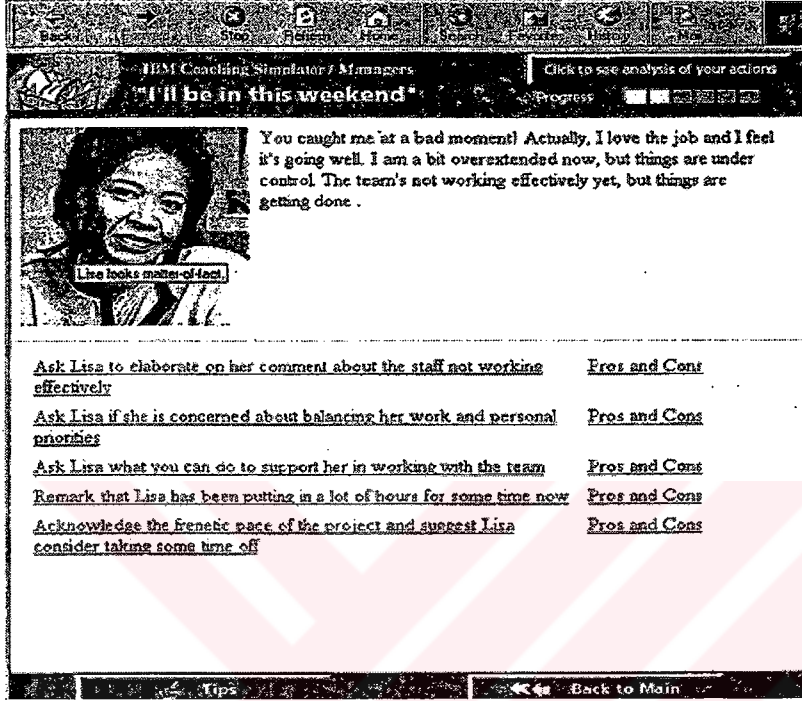 Back Stop Refresh Home Search Favorites History Mail
IBM Coaching Simulator / Managers
"I'll be in this weekend"
Click to see analysis of your actions
Progress
You caught me at a bad moment! Actually, I love the job and I feel
it's going well. I am a bit overextended now, but things are under
control. The team's not working effectively yet, but things are
getting done .
Lisa looks matter-of-fact.
Ask Lisa to elaborate on her comment about the staff not working
effectively
Pros and Cons
Ask Lisa if she is concerned about balancing her work and personal
priorities
Pros and Cons
Ask Lisa what you can do to support her in working with the team
Pros and Cons
Remark that Lisa has been putting in a lot of hours for some time now
Pros and Cons
Acknowledge the frenetic pace of the project and suggest Lisa
consider taking some time off
Pros and Cons
Tips
Back to Main